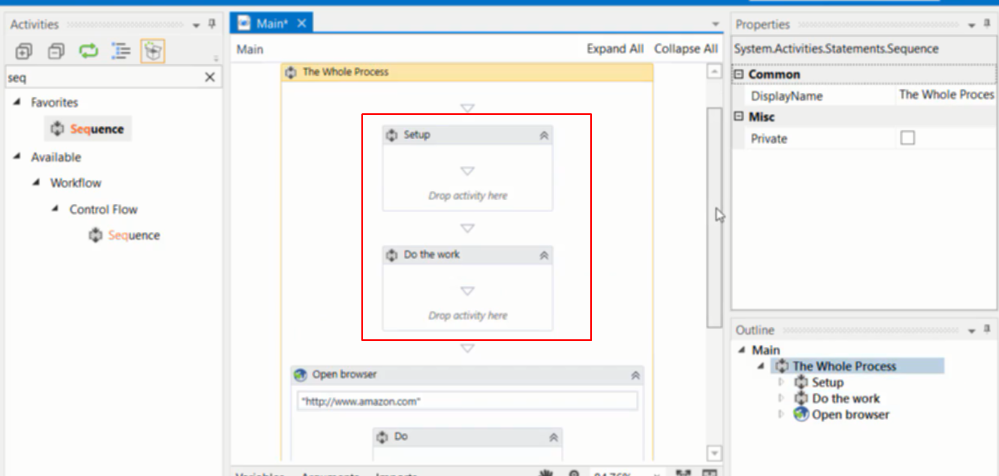 Activities
seq
Favorites
Sequence
Available
Workflow
Control Flow
Sequence
Main*
Main
Expand All Collapse All
The Whole Process
Setup
Drop activity here
Do the work
Drop activity here
Open browser
"http://www.amazon.com"
Do
Properties
System.Activities.Statements.Sequence
Common
DisplayName The Whole Proces
Misc
Private
Outline
Main
The Whole Process
Setup
Do the work
Open browser